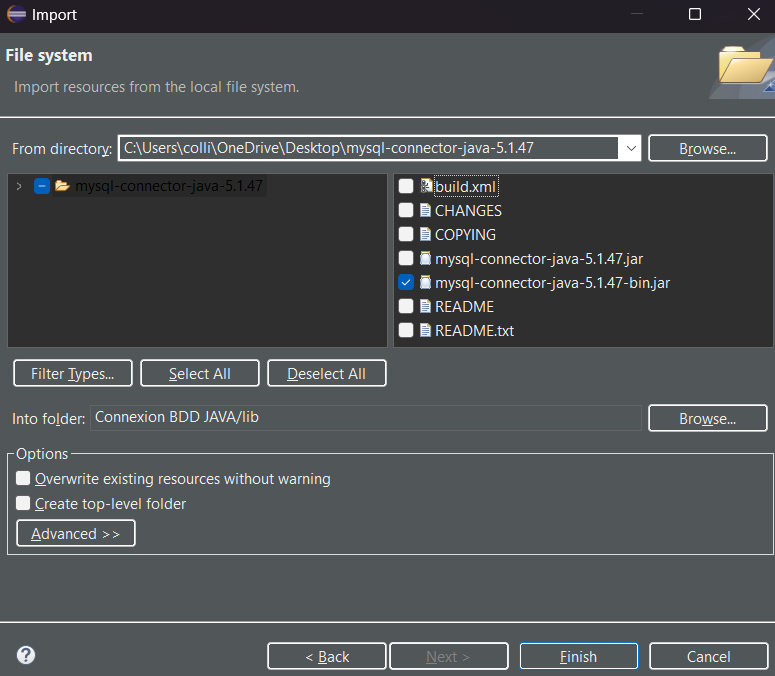 Import
File system
Import resources from the local file system.
From directory: C:\Users\colli\OneDrive\Desktop\mysql-connector-java-5.1.47 Browse...
mysql-connector-java-5.1.47
build.xml
CHANGES
COPYING
mysql-connector-java-5.1.47.jar
mysql-connector-java-5.1.47-bin.jar
README
README.txt
Filter Types... Select All Deselect All
Into folder: Connexion BDD JAVA/lib Browse...
Options
Overwrite existing resources without warning
Create top-level folder
Advanced >>
? < Back Next > Finish Cancel